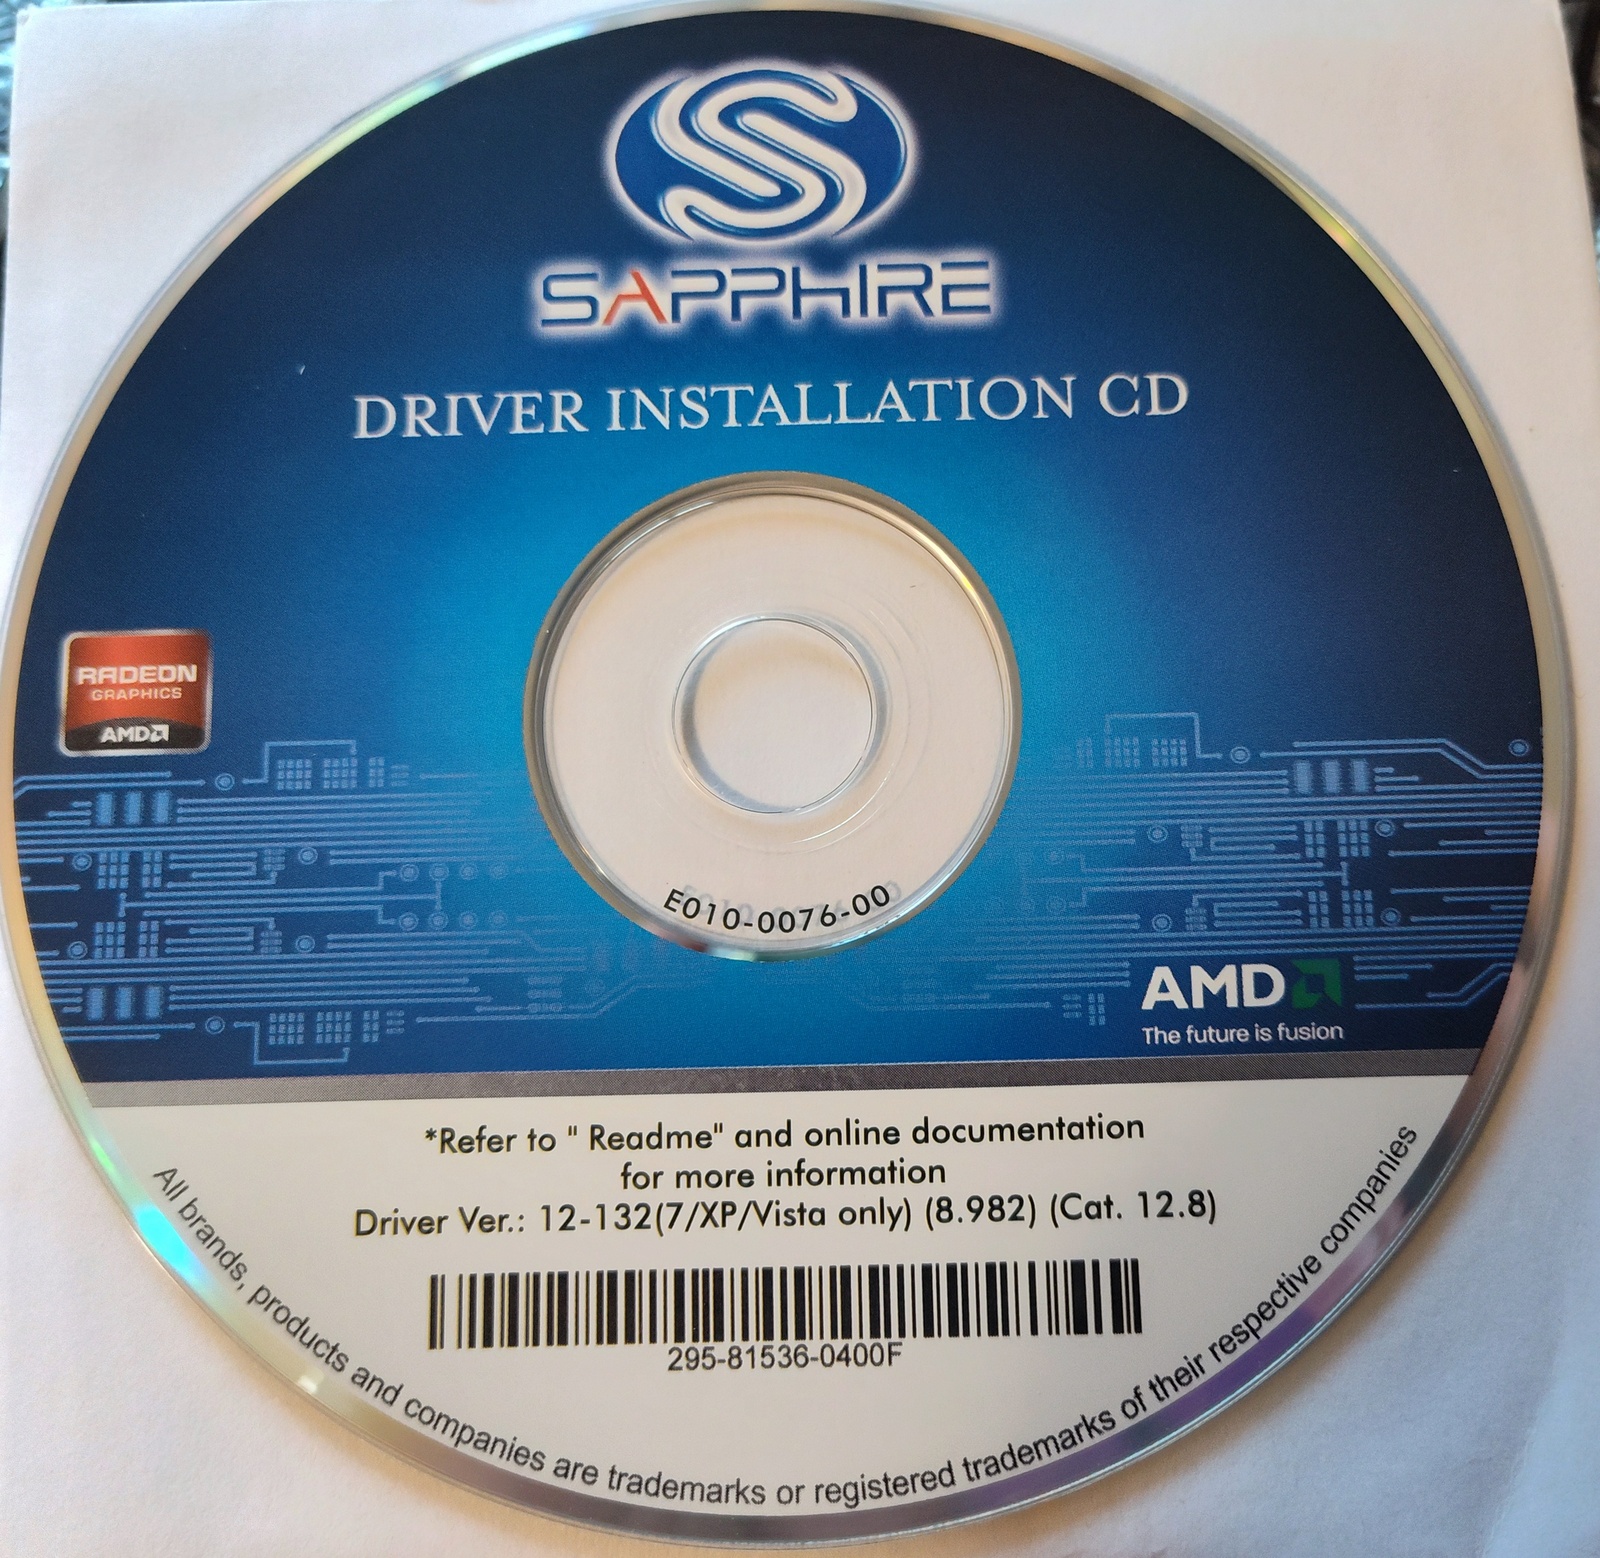 SAPPHIRE
DRIVER INSTALLATION CD
RADEON
GRAPHICS
AMD
E010-0076-00
AMD
The future is fusion
*Refer to " Readme" and online documentation
for more information
Driver Ver.: 12-132(7/XP/Vista only) (8.982) (Cat. 12.8)
295-81536-0400F
All brands, products and companies are trademarks or registered trademarks of their respective companies